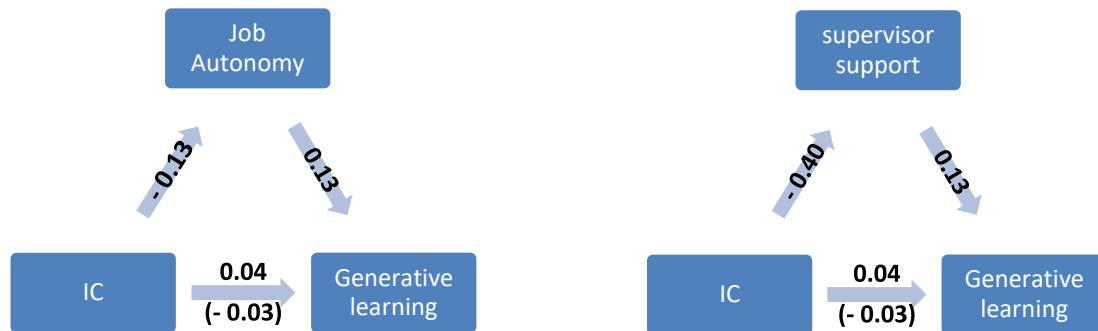 Job
Autonomy
- 0.13
0.13
IC
0.04
(- 0.03)
Generative
learning
supervisor
support
- 0.40
0.13
IC
0.04
(- 0.03)
Generative
learning